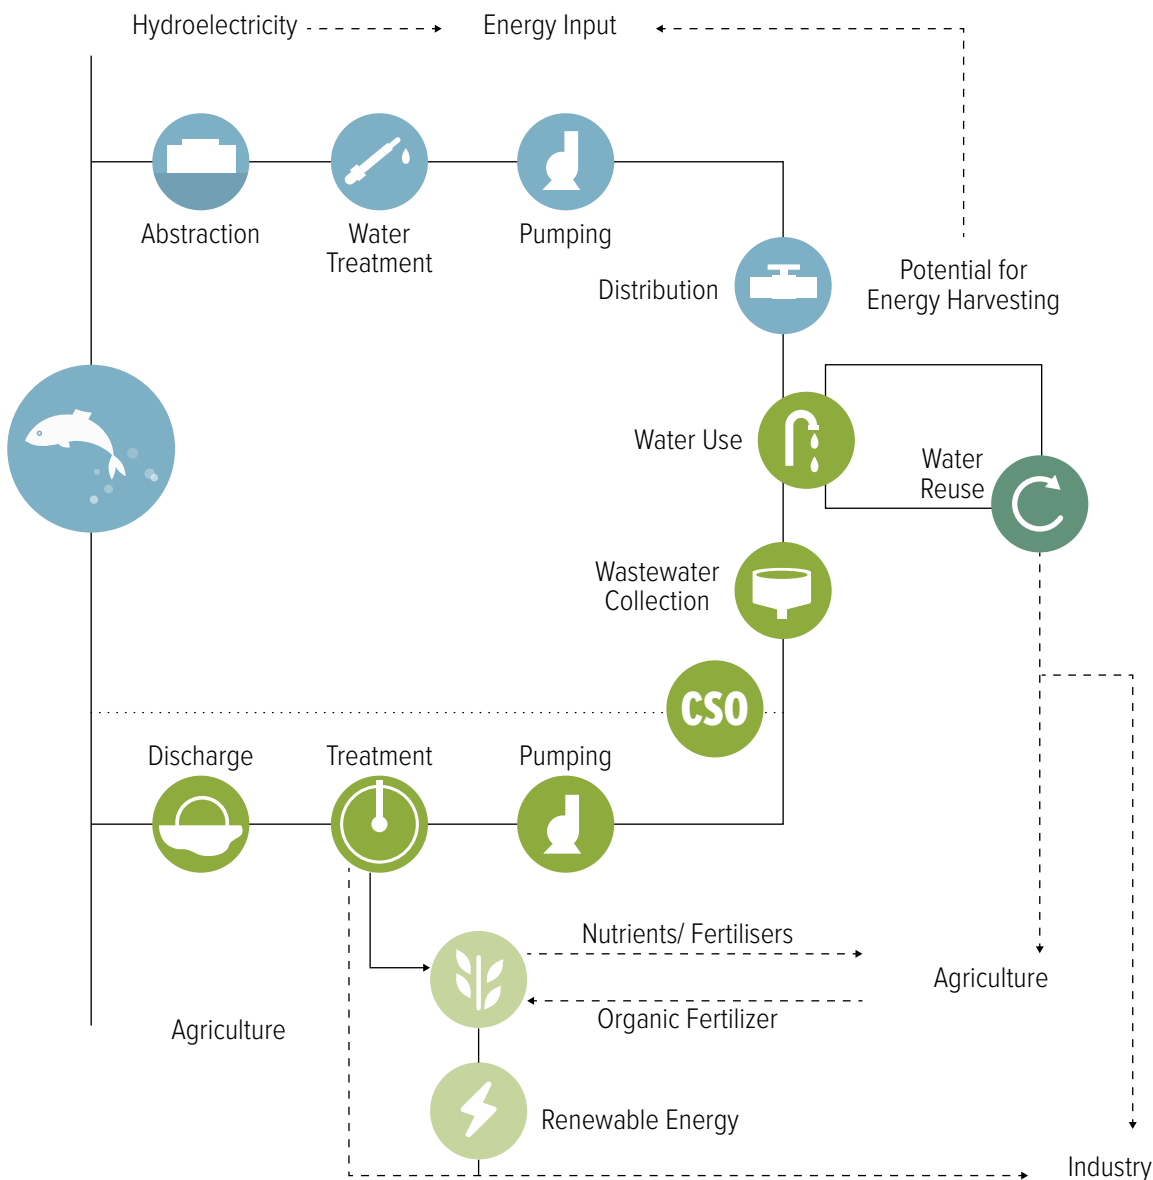 Hydroelectricity
Energy Input
Abstraction
Water
Treatment
Pumping
Distribution
Potential for
Energy Harvesting
Water Use
Water
Reuse
Wastewater
Collection
CSO
Discharge
Treatment
Pumping
Nutrients/ Fertilisers
Agriculture
Organic Fertilizer
Agriculture
Renewable Energy
Industry